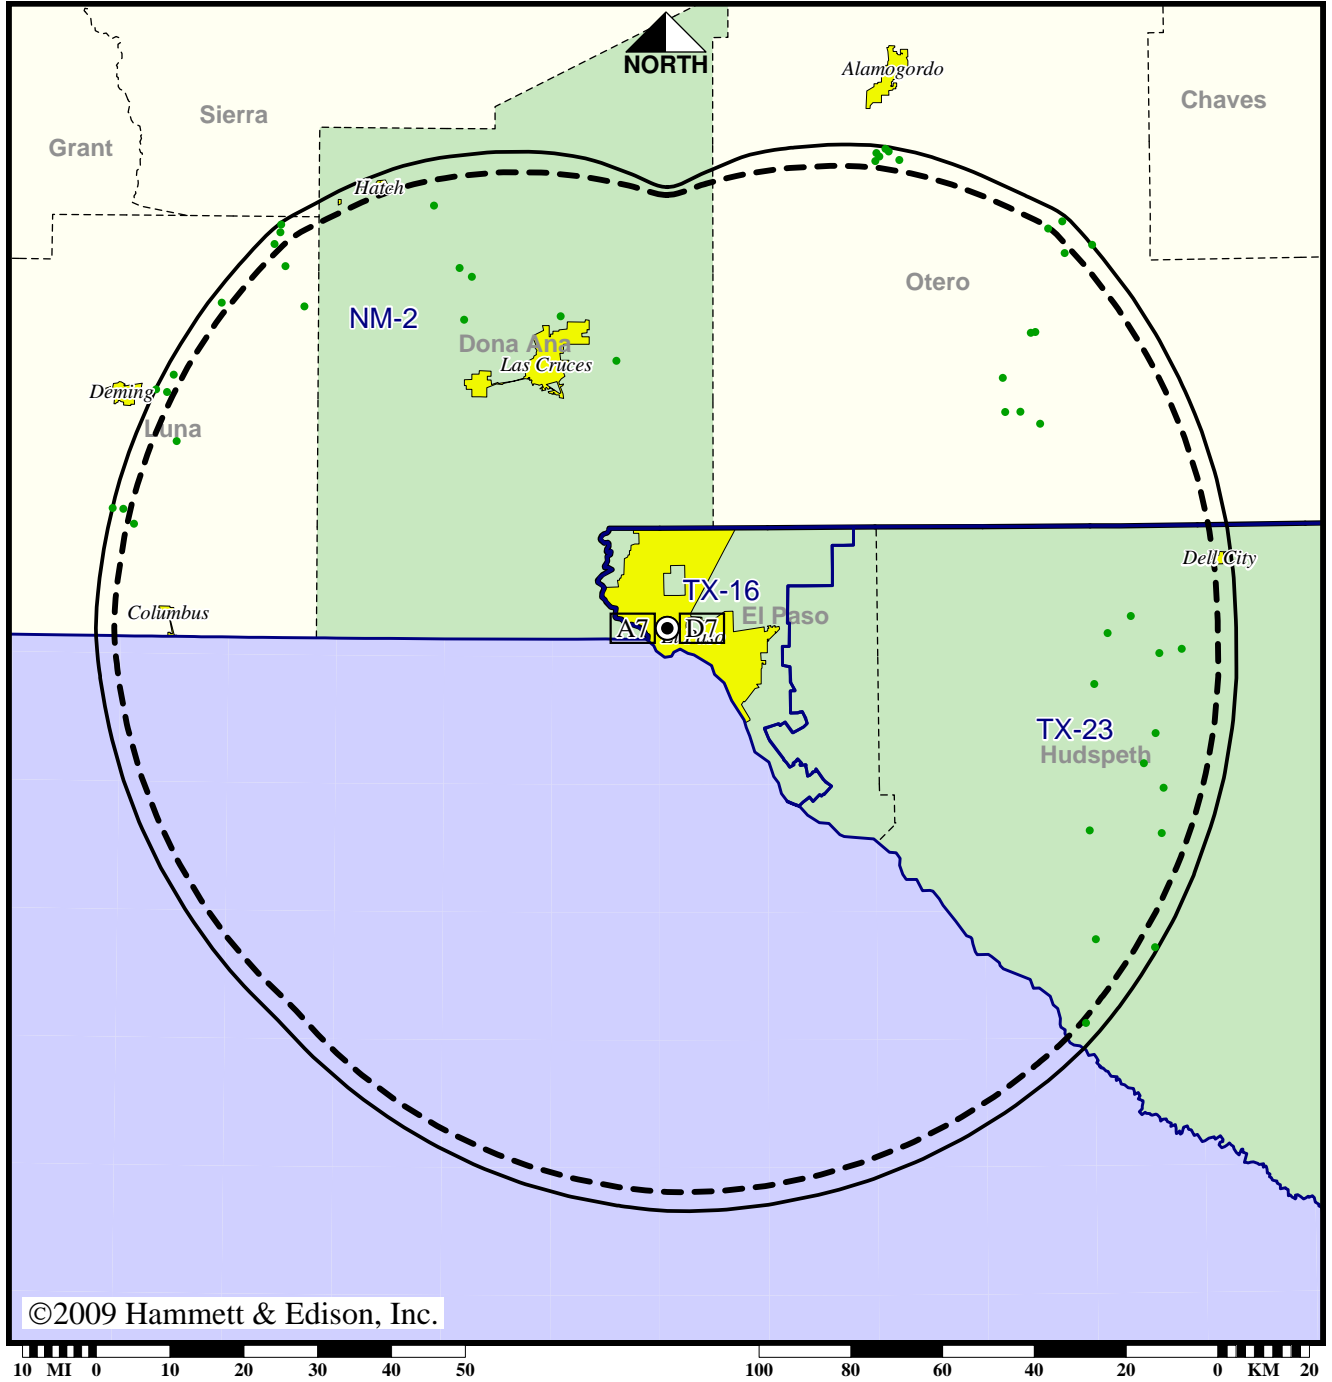 NORTH
Alamogordo
Chaves
Sierra
Grant
Hatch
Otero
NM-2
Dona Ana
Las Cruces
Deming
Luna
Dell City
TX-16
Columbus
El Paso
A7
D7
El Paso
TX-23
Hudspeth
©2009 Hammett & Edison, Inc.
10 MI 0 10 20 30 40 50 100 80 60 40 20 0 KM 20